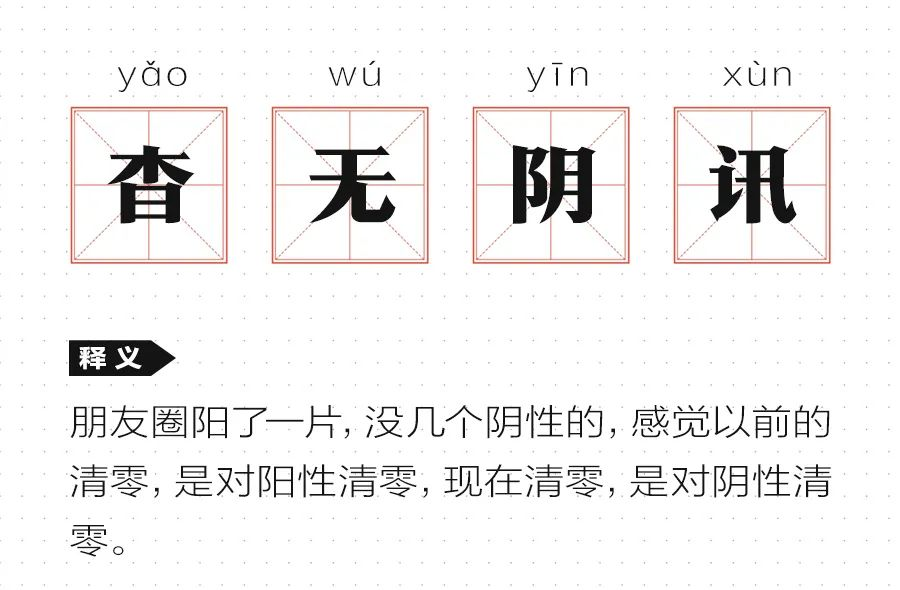 yǎo wú yīn xùn
杳无阴讯
释义
朋友圈阳了一片，没几个阴性的，感觉以前的
清零，是对阳性清零，现在清零，是对阴性清
零。